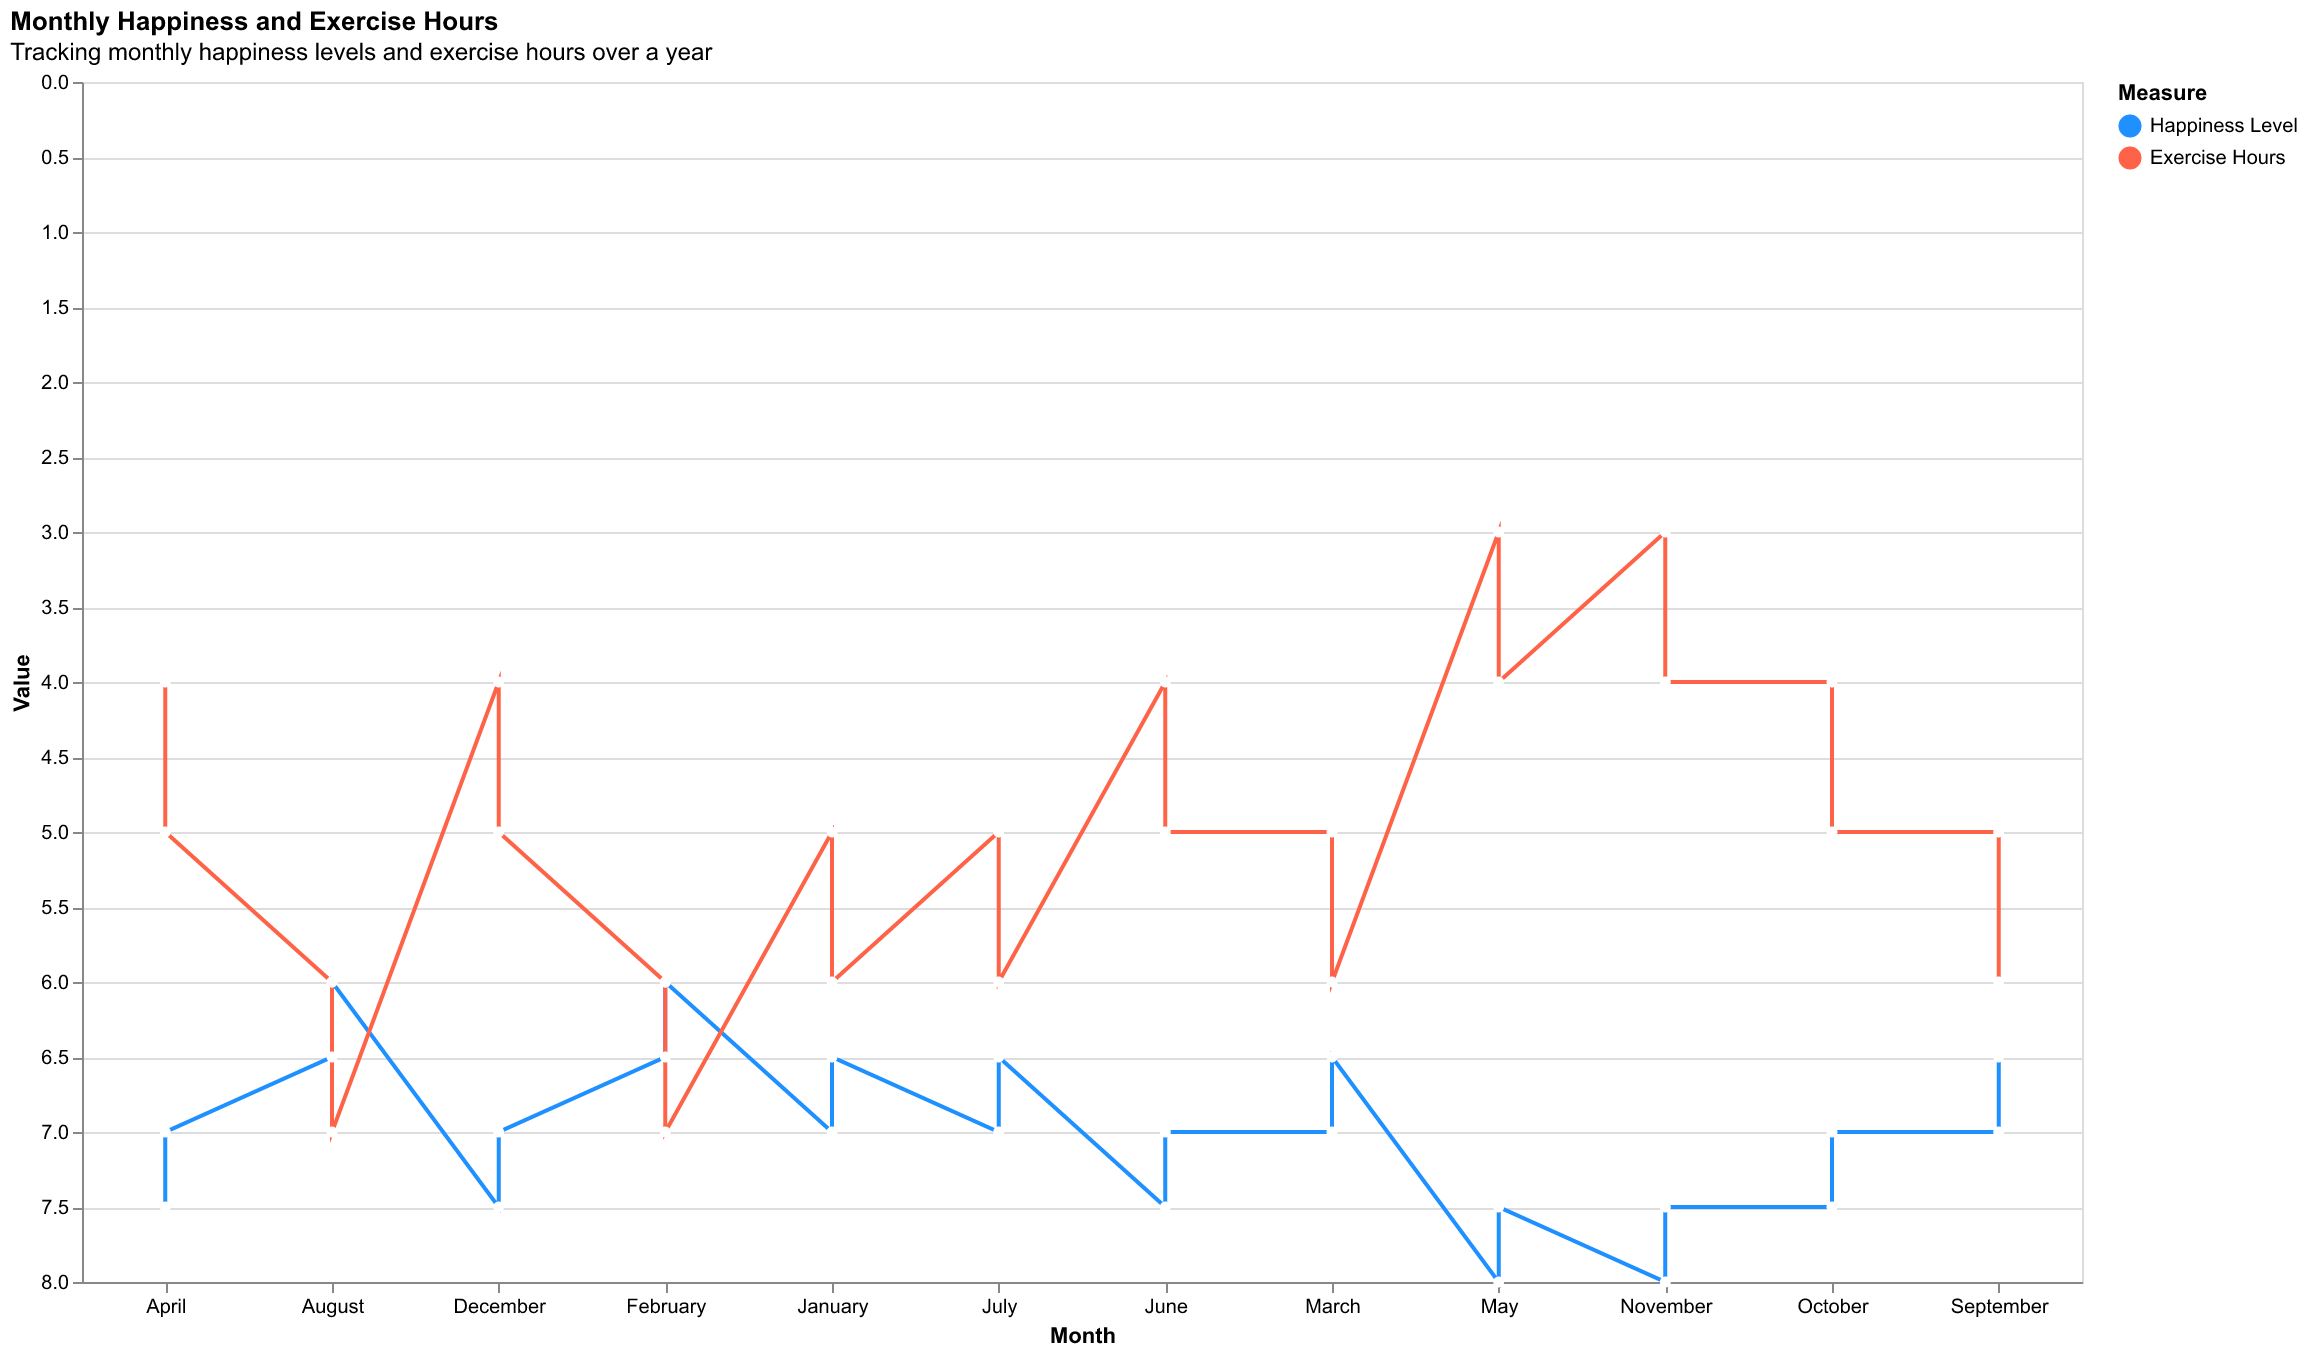 Monthly Happiness and Exercise Hours
Tracking monthly happiness levels and exercise hours over a year
0.0
0.5
1.0
1.5
2.0
2.5
3.0
3.5
4.0
4.5
5.0
5.5
6.0
6.5
7.0
7.5
8.0
Value
April August December February January July June March May November October September
Month
Measure
Happiness Level
Exercise Hours